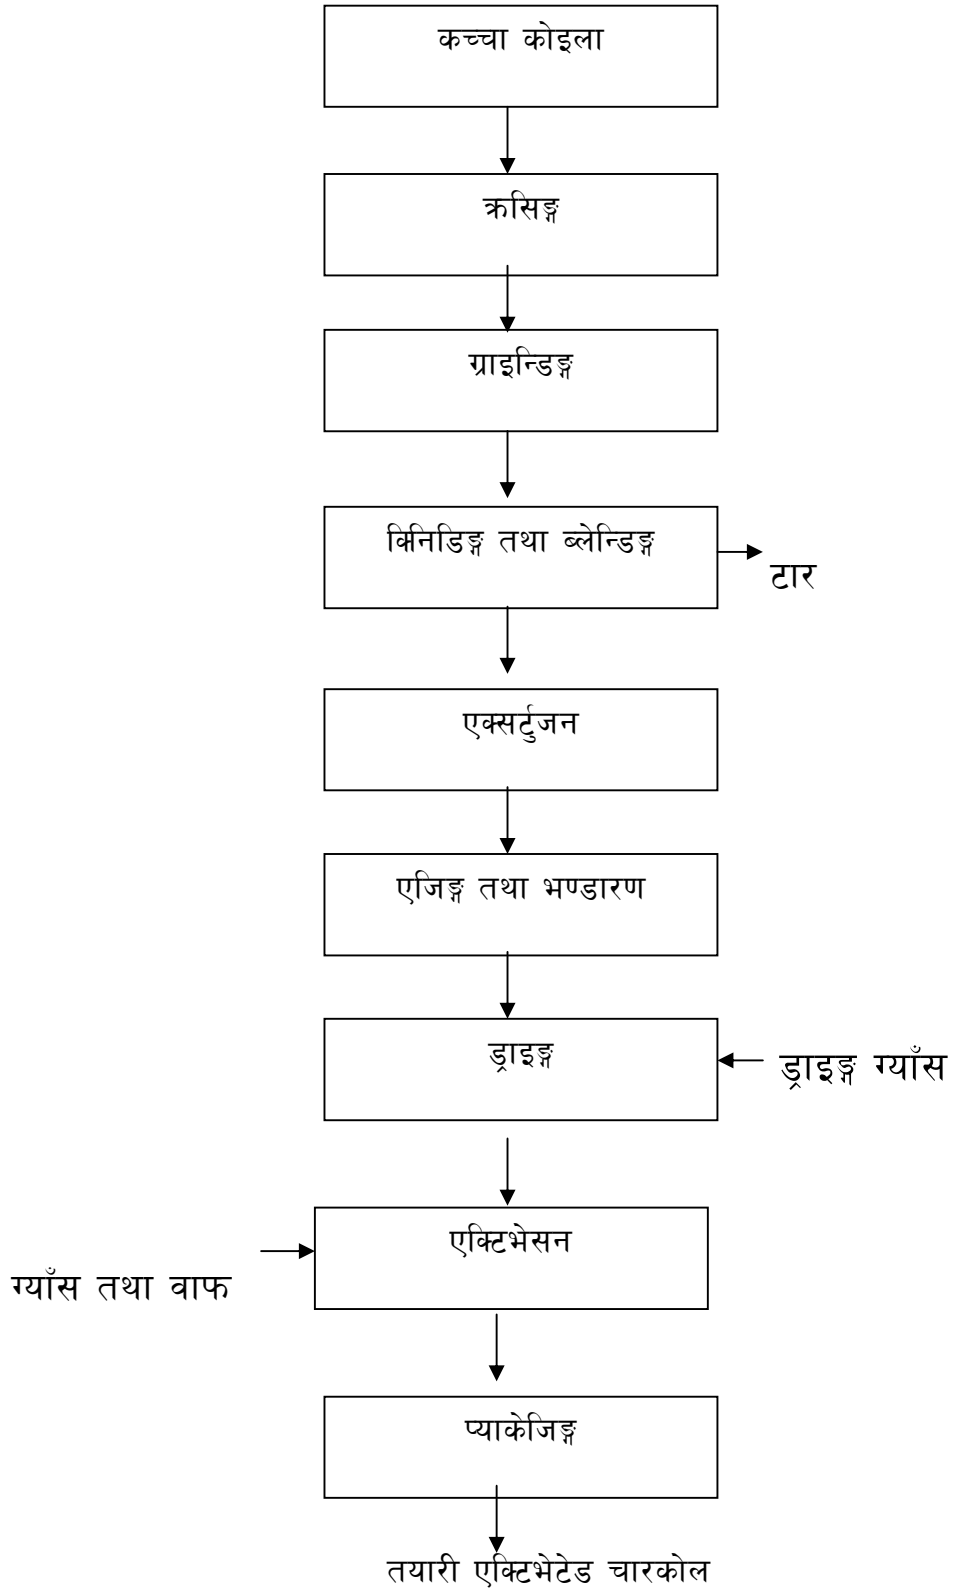 कच्चा कोइला
क्रसिङ्ग
ग्राइन्डिङ्ग
क्निनिडिङ्ग तथा ब्लेन्डिङ्ग
टार
एक्सर्टुजन
एजिङ्ग तथा भण्डारण
ड्राइङ्ग
ड्राइङ्ग ग्याँस
एक्टिभेसन
ग्याँस तथा वाफ
प्याकेजिङ्ग
तयारी एक्टिभेटेड चारकोल